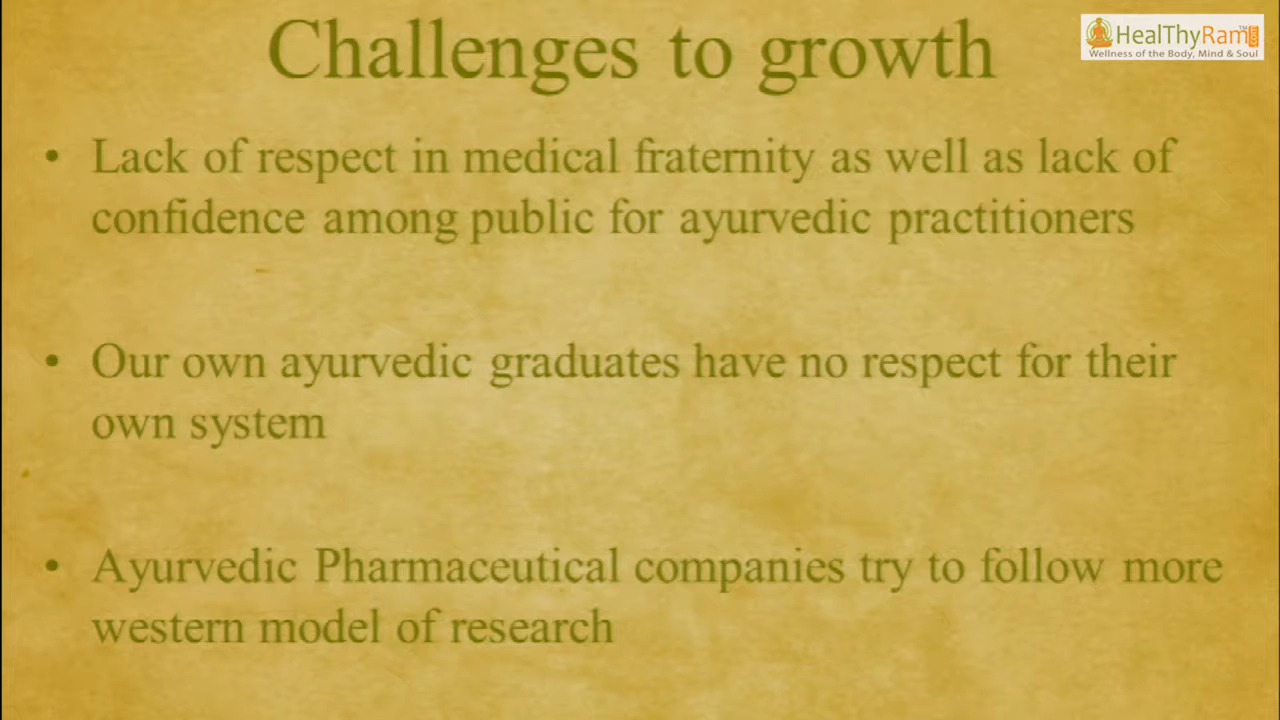 Challenges to growth
HealThyRam
Wellness of the Body, Mind & Soul
• Lack of respect in medical fraternity as well as lack of
confidence among public for ayurvedic practitioners
• Our own ayurvedic graduates have no respect for their
own system
• Ayurvedic Pharmaceutical companies try to follow more
western model of research